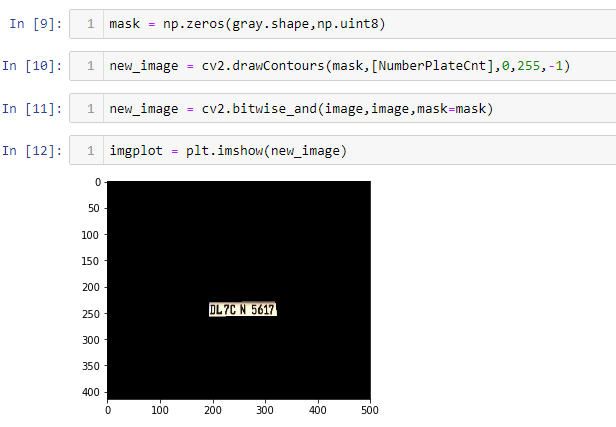 In [9]: 1 mask = np.zeros(gray.shape,np.uint8)
In [10]: 1 new_image = cv2.drawContours(mask,[NumberPlateCnt],0,255,-1)
In [11]: 1 new_image = cv2.bitwise_and(image,image,mask=mask)
In [12]: 1 imgplot = plt.imshow(new_image)
0
50
100
150
200
250
300
350
400
DL7C N 5617
0 100 200 300 400 500